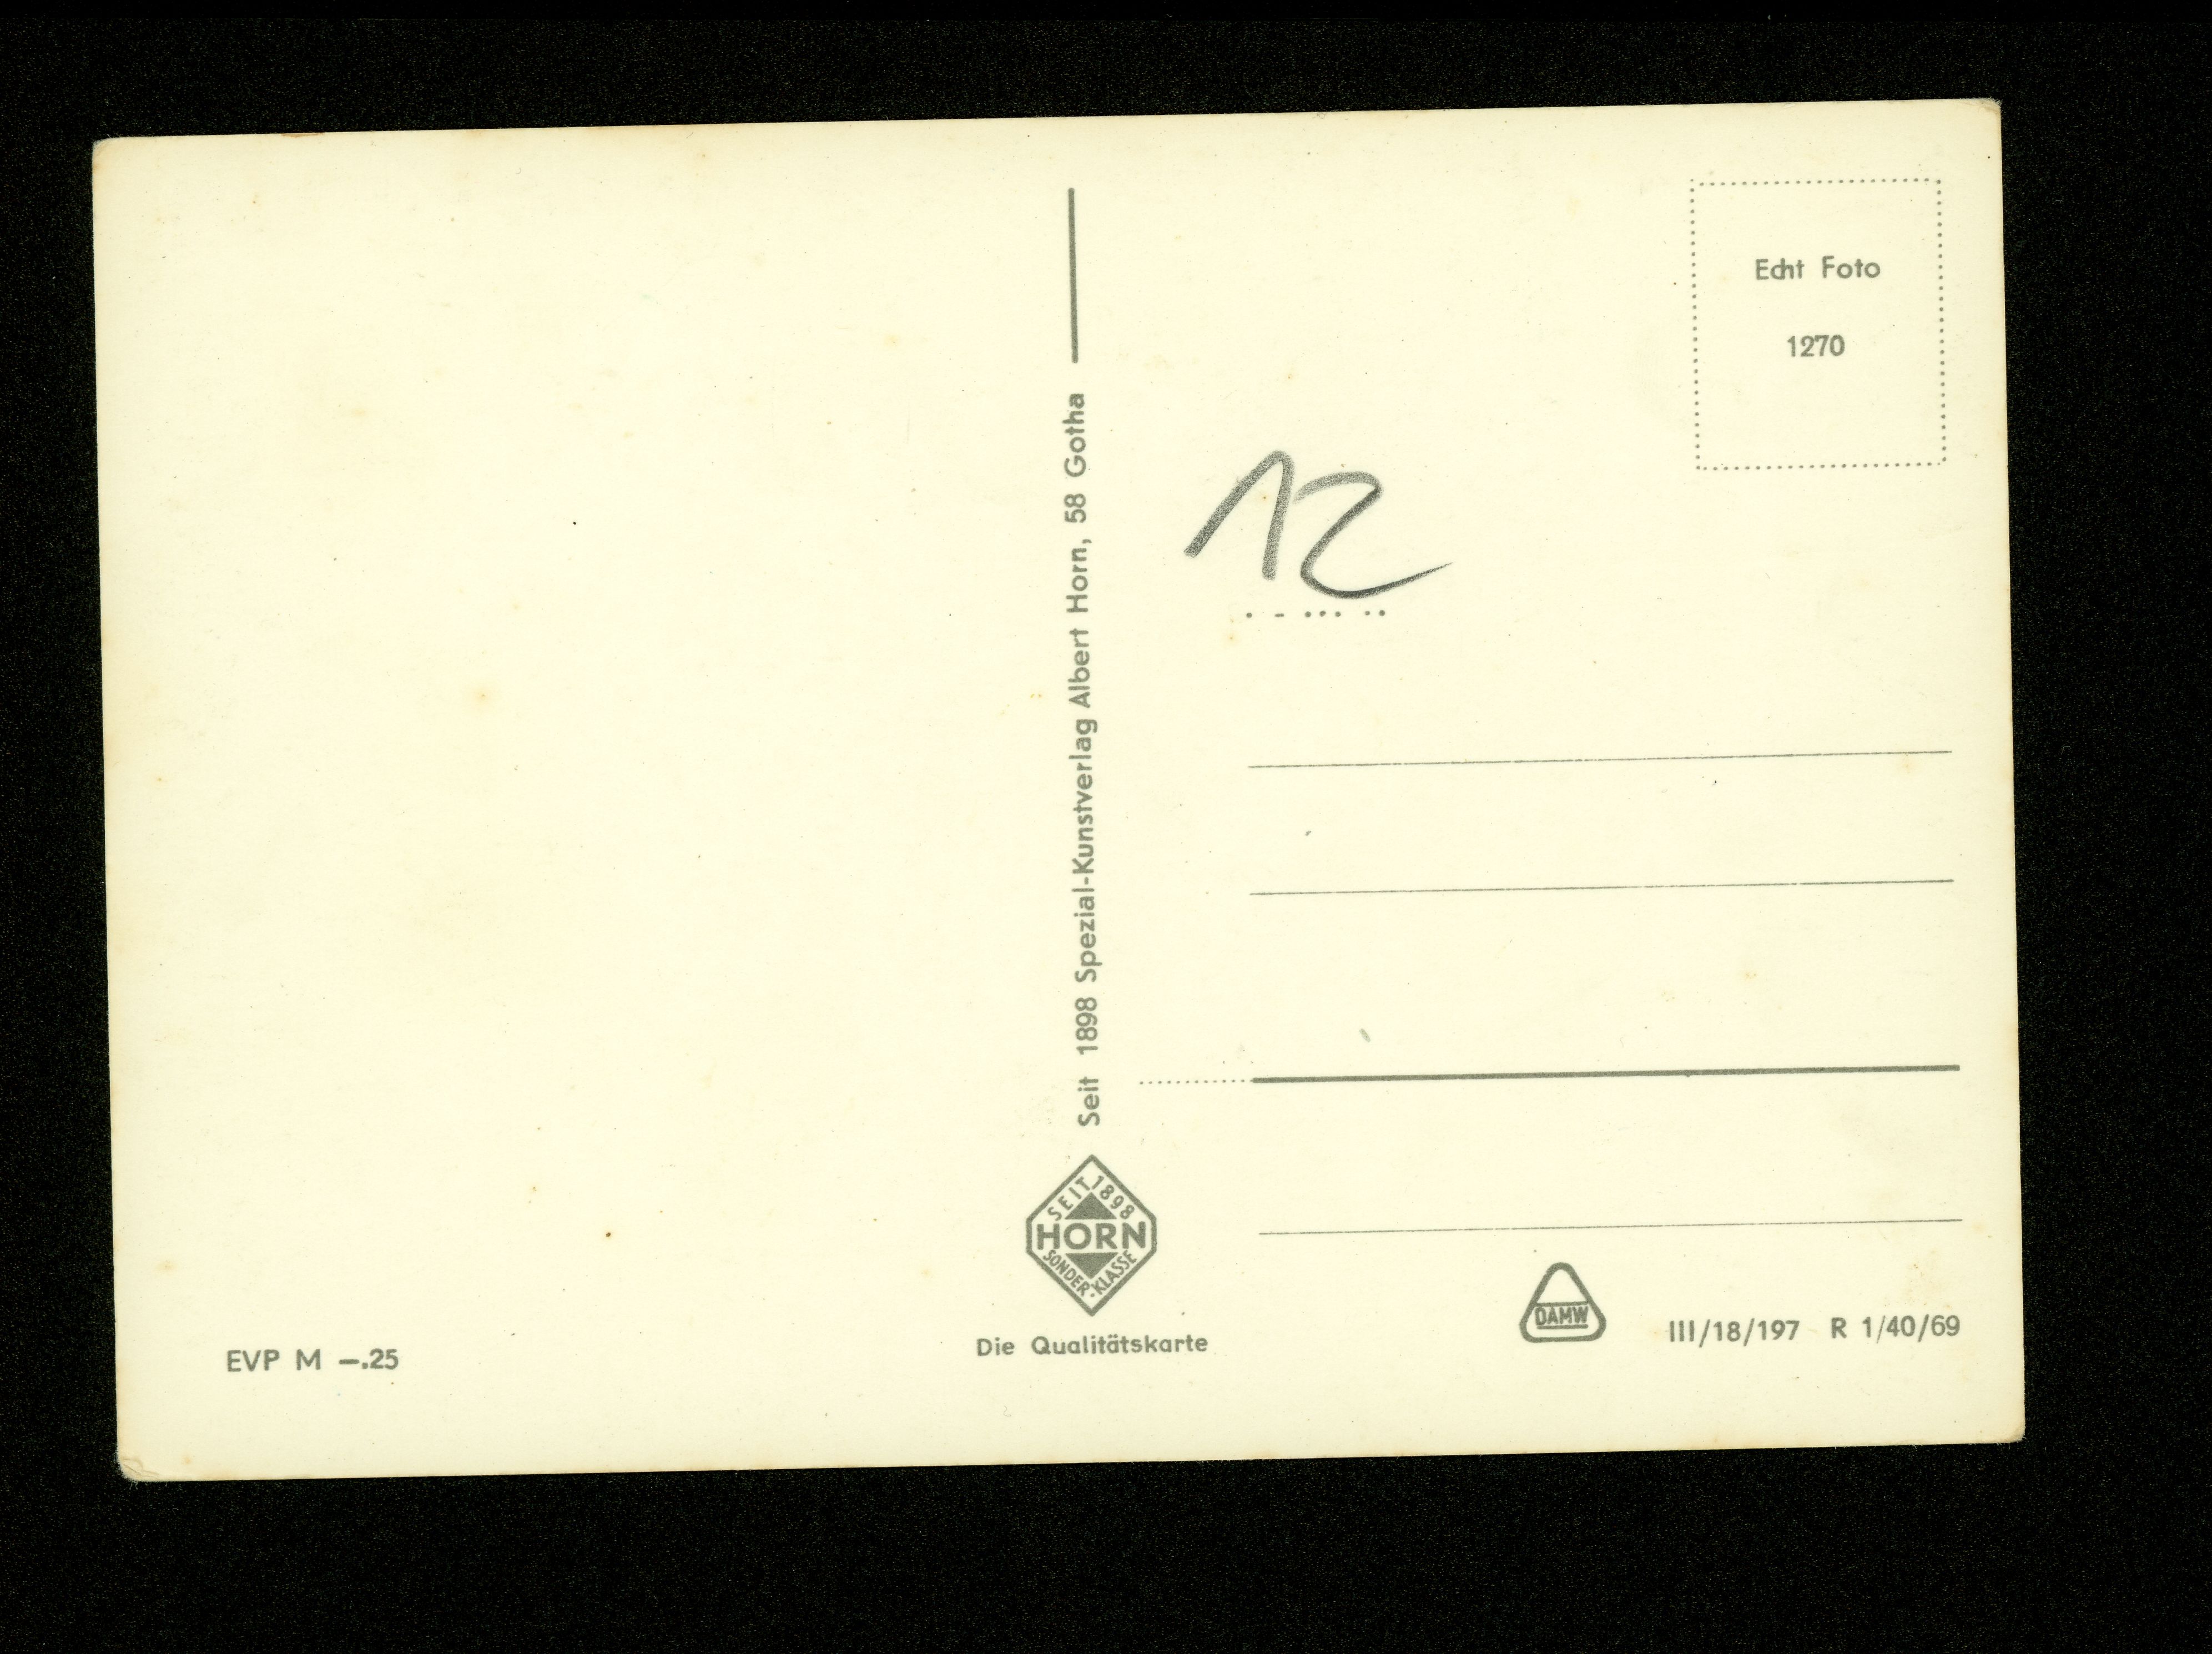 Echt Foto
1270
12
Seit 1898 Spezial-Kunstverlag Albert Horn, 58 Gotha
SEIT 1898
HORN
SONDER-KLASSE
Die Qualitätskarte
EVP M –.25
DAMW
III/18/197 R 1/40/69